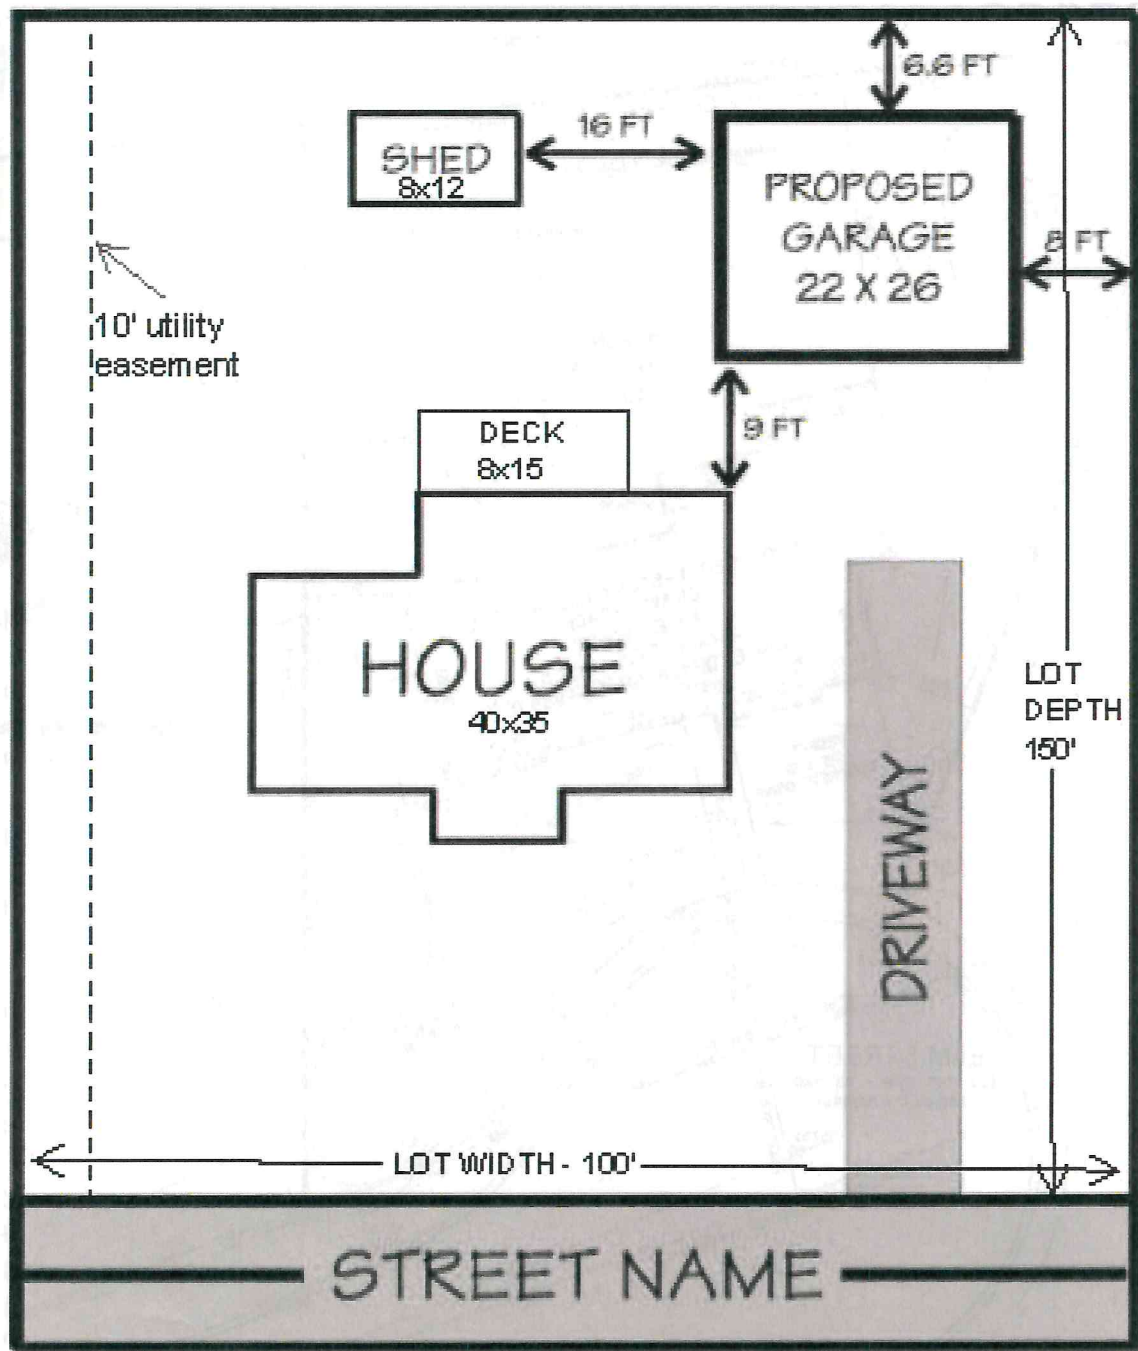 6.6 FT
16 FT
SHED
8x12
PROPOSED
GARAGE
22 X 26
8 FT
10' utility
easement
DECK
8x15
9 FT
HOUSE
40x35
LOT
DEPTH
150'
DRIVEWAY
LOT WIDTH - 100'
STREET NAME